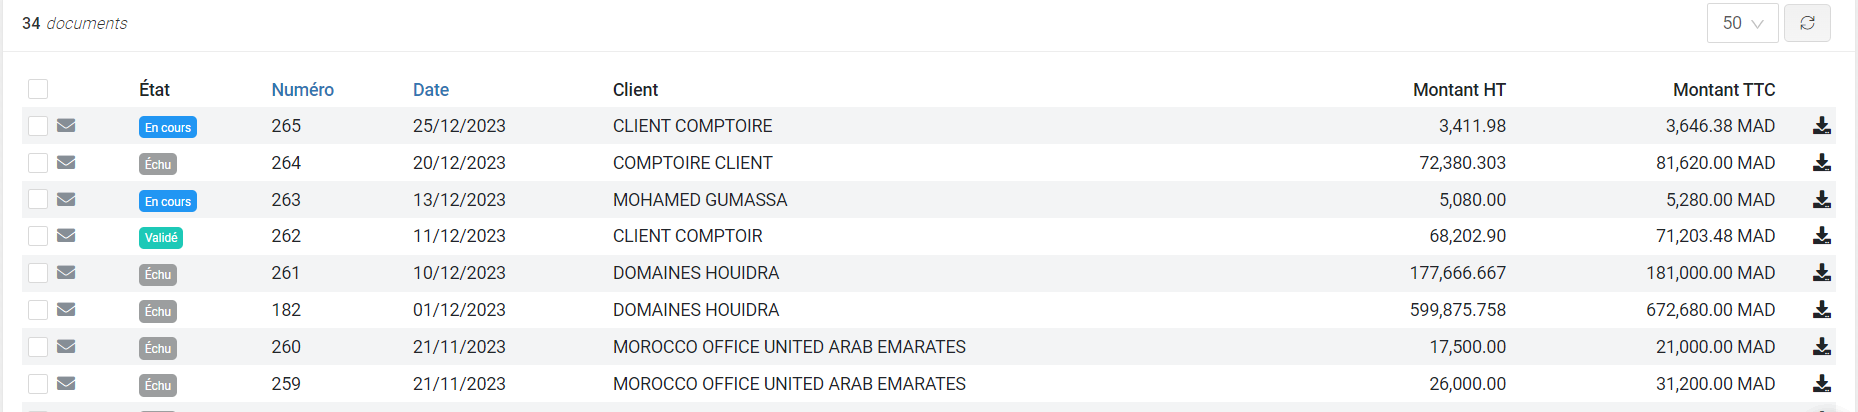 34 documents 50
État Numéro Date Client Montant HT Montant TTC
En cours 265 25/12/2023 CLIENT COMPTOIRE 3,411.98 3,646.38 MAD
Échu 264 20/12/2023 COMPTOIRE CLIENT 72,380.303 81,620.00 MAD
En cours 263 13/12/2023 MOHAMED GUMASSA 5,080.00 5,280.00 MAD
Validé 262 11/12/2023 CLIENT COMPTOIR 68,202.90 71,203.48 MAD
Échu 261 10/12/2023 DOMAINES HOUIDRA 177,666.667 181,000.00 MAD
Échu 182 01/12/2023 DOMAINES HOUIDRA 599,875.758 672,680.00 MAD
Échu 260 21/11/2023 MOROCCO OFFICE UNITED ARAB EMARATES 17,500.00 21,000.00 MAD
Échu 259 21/11/2023 MOROCCO OFFICE UNITED ARAB EMARATES 26,000.00 31,200.00 MAD